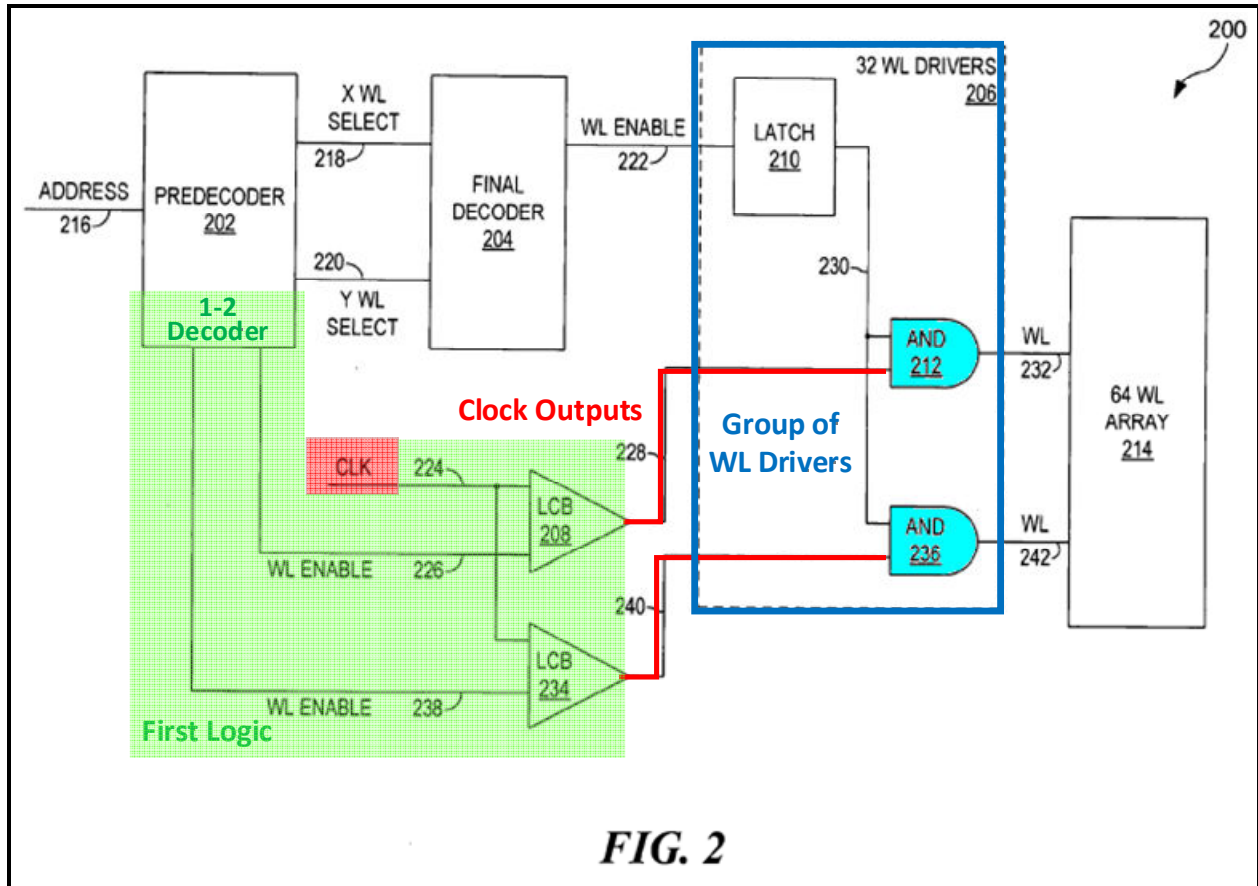 200
32 WL DRIVERS
206
X WL
SELECT
218
WL ENABLE
222
LATCH
210
ADDRESS
216
PREDECODER
202
FINAL
DECODER
204
220
Y WL
SELECT
230
1-2
Decoder
AND
212
WL
232
64 WL
ARRAY
214
Clock Outputs
Group of
WL Drivers
228
CLK
224
LCB
208
WL ENABLE
226
AND
236
WL
242
240
LCB
234
WL ENABLE
238
First Logic
FIG. 2